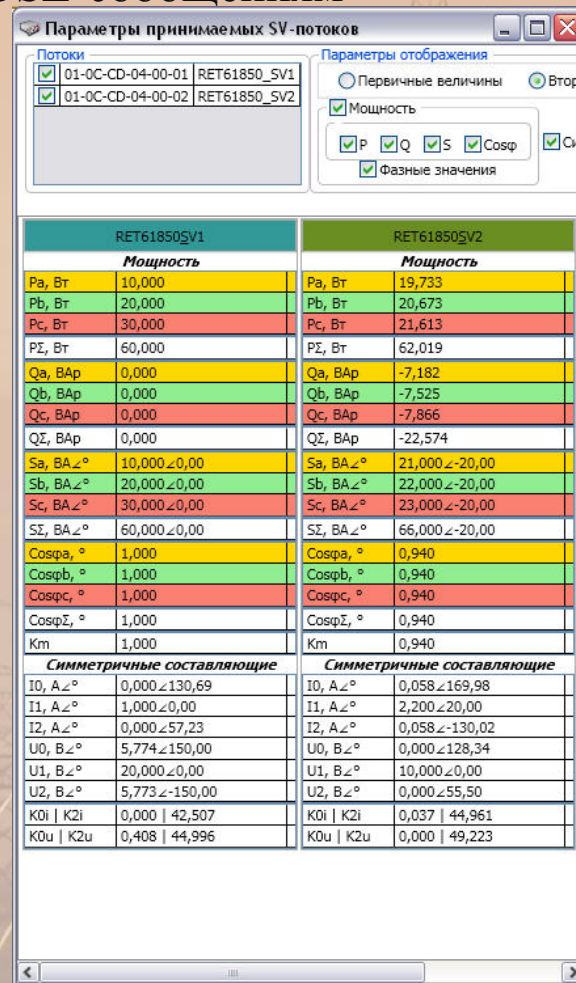 Параметры принимаемых SV-потоков
Потоки
01-0C-CD-04-00-01 RET61850_SV1
01-0C-CD-04-00-02 RET61850_SV2
Параметры отображения
Первичные величины Втор
Мощность
P Q S Cosφ Си
Фазные значения
RET61850SV1 RET61850SV2
Мощность Мощность
Pa, Вт 10,000 Pa, Вт 19,733
Pb, Вт 20,000 Pb, Вт 20,673
Pc, Вт 30,000 Pc, Вт 21,613
PΣ, Вт 60,000 PΣ, Вт 62,019
Qa, ВАр 0,000 Qa, ВАр -7,182
Qb, ВАр 0,000 Qb, ВАр -7,525
Qc, ВАр 0,000 Qc, ВАр -7,866
QΣ, ВАр 0,000 QΣ, ВАр -22,574
Sa, ВА∠° 10,000∠0,00 Sa, ВА∠° 21,000∠-20,00
Sb, ВА∠° 20,000∠0,00 Sb, ВА∠° 22,000∠-20,00
Sc, ВА∠° 30,000∠0,00 Sc, ВА∠° 23,000∠-20,00
SΣ, ВА∠° 60,000∠0,00 SΣ, ВА∠° 66,000∠-20,00
Cosφa, ° 1,000 Cosφa, ° 0,940
Cosφb, ° 1,000 Cosφb, ° 0,940
Cosφc, ° 1,000 Cosφc, ° 0,940
CosφΣ, ° 1,000 CosφΣ, ° 0,940
Km 1,000 Km 0,940
Симметричные составляющие Симметричные составляющие
I0, A∠° 0,000∠130,69 I0, A∠° 0,058∠169,98
I1, A∠° 1,000∠0,00 I1, A∠° 2,200∠20,00
I2, A∠° 0,000∠57,23 I2, A∠° 0,058∠-130,02
U0, В∠° 5,774∠150,00 U0, В∠° 0,000∠128,34
U1, В∠° 20,000∠0,00 U1, В∠° 10,000∠0,00
U2, В∠° 5,773∠-150,00 U2, В∠° 0,000∠55,50
K0i | K2i 0,000 | 42,507 K0i | K2i 0,037 | 44,961
K0u | K2u 0,408 | 44,996 K0u | K2u 0,000 | 49,223